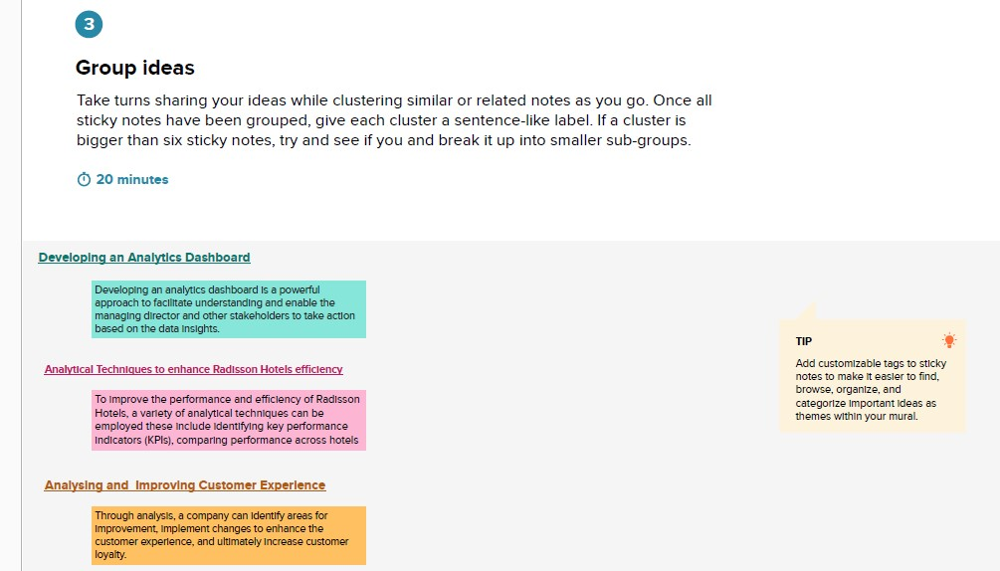 3
Group ideas
Take turns sharing your ideas while clustering similar or related notes as you go. Once all
sticky notes have been grouped, give each cluster a sentence-like label. If a cluster is
bigger than six sticky notes, try and see if you and break it up into smaller sub-groups.
20 minutes
Developing an Analytics Dashboard
Developing an analytics dashboard is a powerful
approach to facilitate understanding and enable the
managing director and other stakeholders to take action
based on the data insights.
Analytical Techniques to enhance Radisson Hotels efficiency
To improve the performance and efficiency of Radisson
Hotels, a variety of analytical techniques can be
employed these include identifying key performance
indicators (KPIs), comparing performance across hotels
Analysing and  Improving Customer Experience
Through analysis, a company can identify areas for
improvement, implement changes to enhance the
customer experience, and ultimately increase customer
loyalty.
TIP
Add customizable tags to sticky
notes to make it easier to find,
browse, organize, and
categorize important ideas as
themes within your mural.